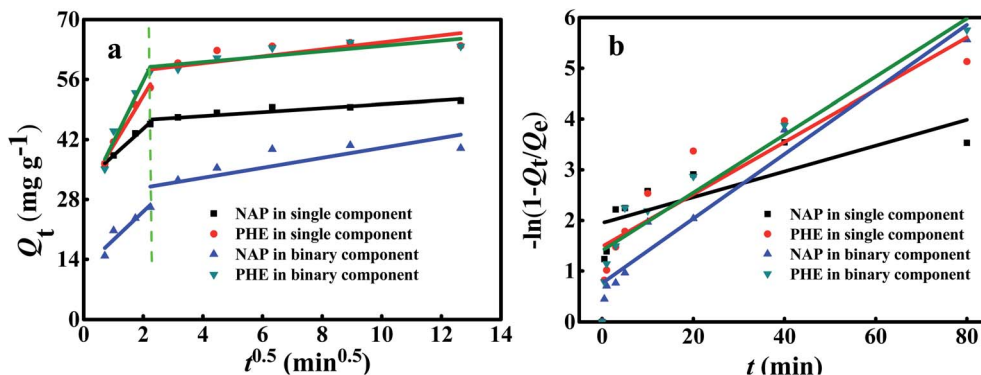 a
70
56
42
28
14
0
Qt (mg g-1)
NAP in single component
PHE in single component
NAP in binary component
PHE in binary component
0 2 4 6 8 10 12 14
t0.5 (min0.5)
b
6
5
4
3
2
1
0
-ln(1-Qt/Qe)
NAP in single component
PHE in single component
NAP in binary component
PHE in binary component
0 20 40 60 80
t (min)